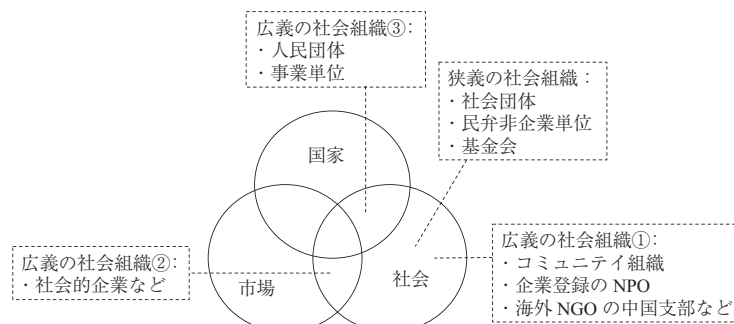 広義の社会組織③:
・人民団体
・事業単位
狭義の社会組織：
・社会団体
・民弁非企業単位
・基金会
国家
広義の社会組織②:
・社会的企業など
市場
社会
広義の社会組織①:
・コミュニテイ組織
・企業登録の NPO
・海外 NGO の中国支部など